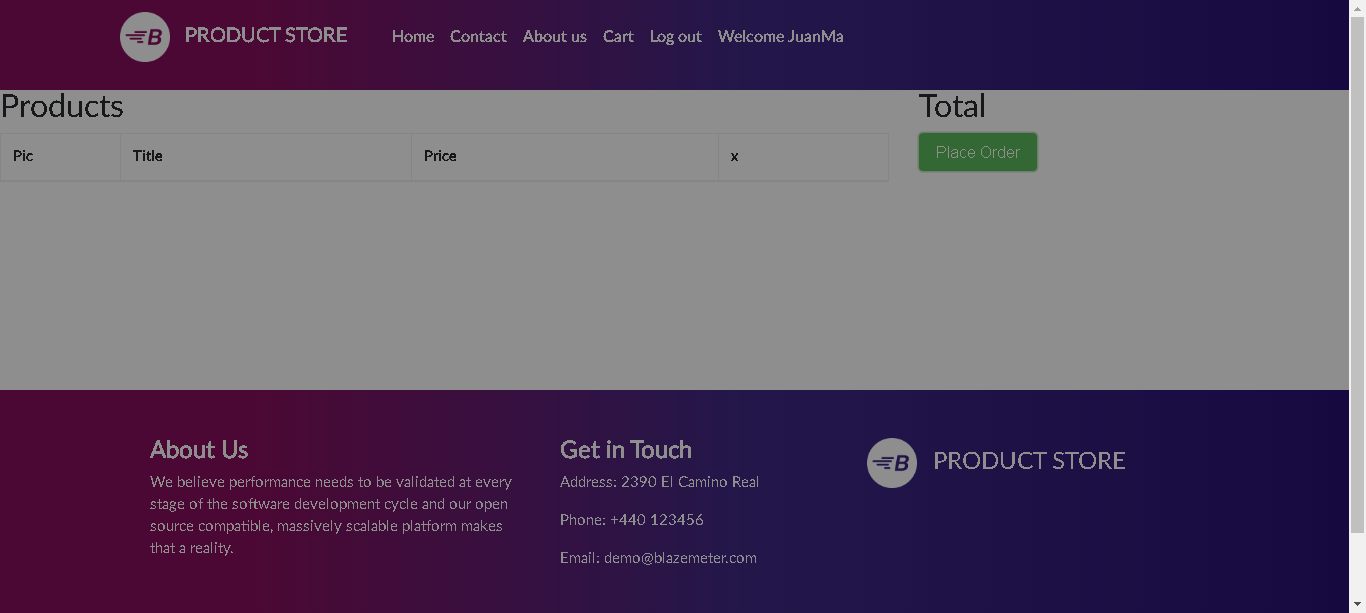 B PRODUCT STORE Home Contact About us Cart Log out Welcome JuanMa
Products
Total
Pic Title Price x
Place Order
About Us
We believe performance needs to be validated at every
stage of the software development cycle and our open
source compatible, massively scalable platform makes
that a reality.
Get in Touch
Address: 2390 El Camino Real
Phone: +440 123456
Email: demo@blazemeter.com
B PRODUCT STORE